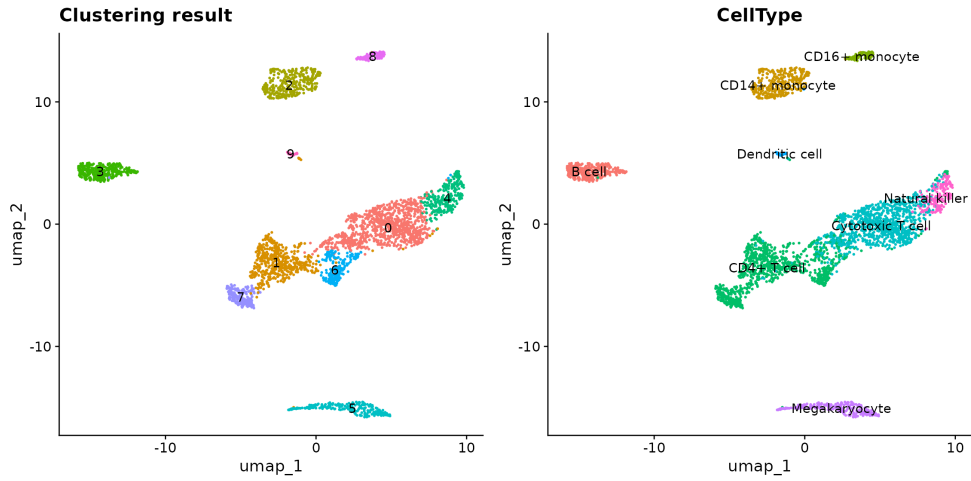 Clustering result
8
2
10
9
3
4
0
0
1
6
7
-10
5
-10
0
10
umap_1
umap_2
CellType
CD16+ monocyte
CD14+ monocyte
10
Dendritic cell
B cell
Natural killer
0
Cytotoxic T cell
CD4+ T cell
-10
Megakaryocyte
-10
0
10
umap_1
umap_2